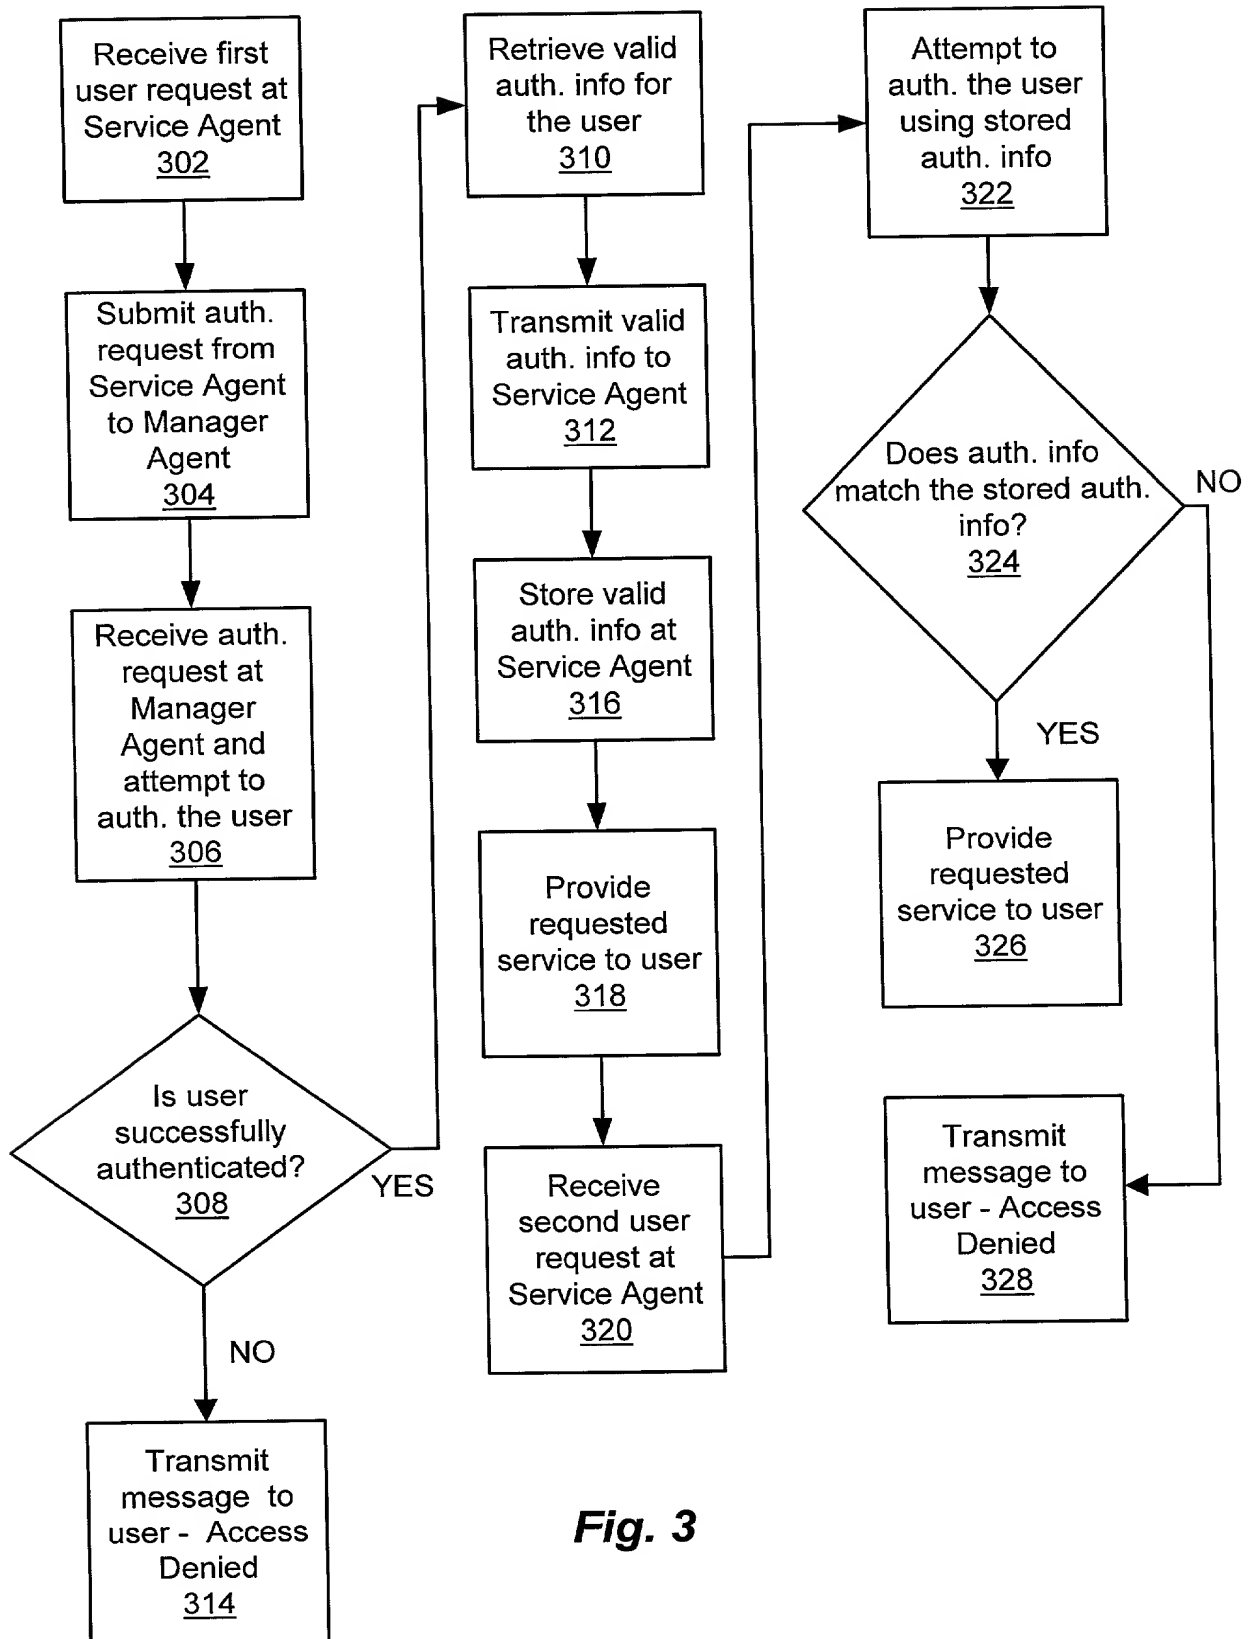 Receive first
user request at
Service Agent
302
Submit auth.
request from
Service Agent
to Manager
Agent
304
Receive auth.
request at
Manager
Agent and
attempt to
auth. the user
306
Is user
successfully
authenticated?
308
YES
NO
Transmit
message to
user - Access
Denied
314
Retrieve valid
auth. info for
the user
310
Transmit valid
auth. info to
Service Agent
312
Store valid
auth. info at
Service Agent
316
Provide
requested
service to user
318
Receive
second user
request at
Service Agent
320
Attempt to
auth. the user
using stored
auth. info
322
Does auth. info
match the stored auth.
info?
324
NO
YES
Provide
requested
service to user
326
Transmit
message to
user - Access
Denied
328
Fig. 3